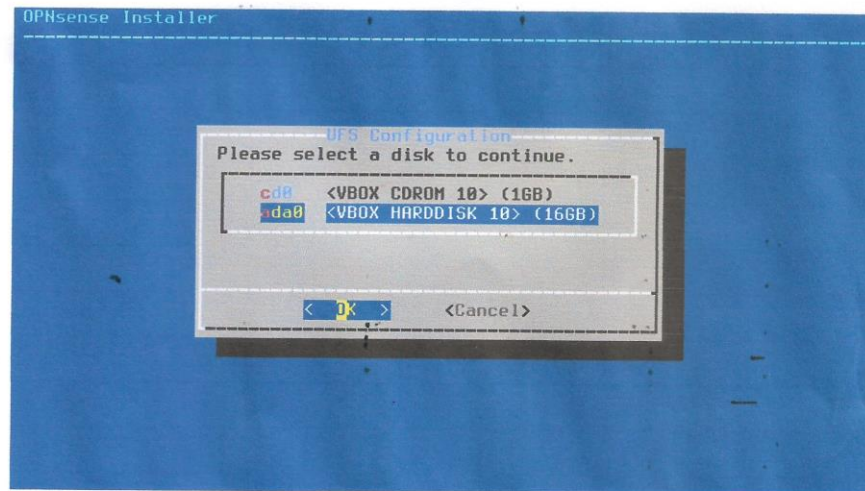 OPNsense Installer
UFS Configuration
Please select a disk to continue.
cd0 <VBOX CDROM 10> (1GB)
ada0 <VBOX HARDDISK 10> (16GB)
< OK > <Cancel>